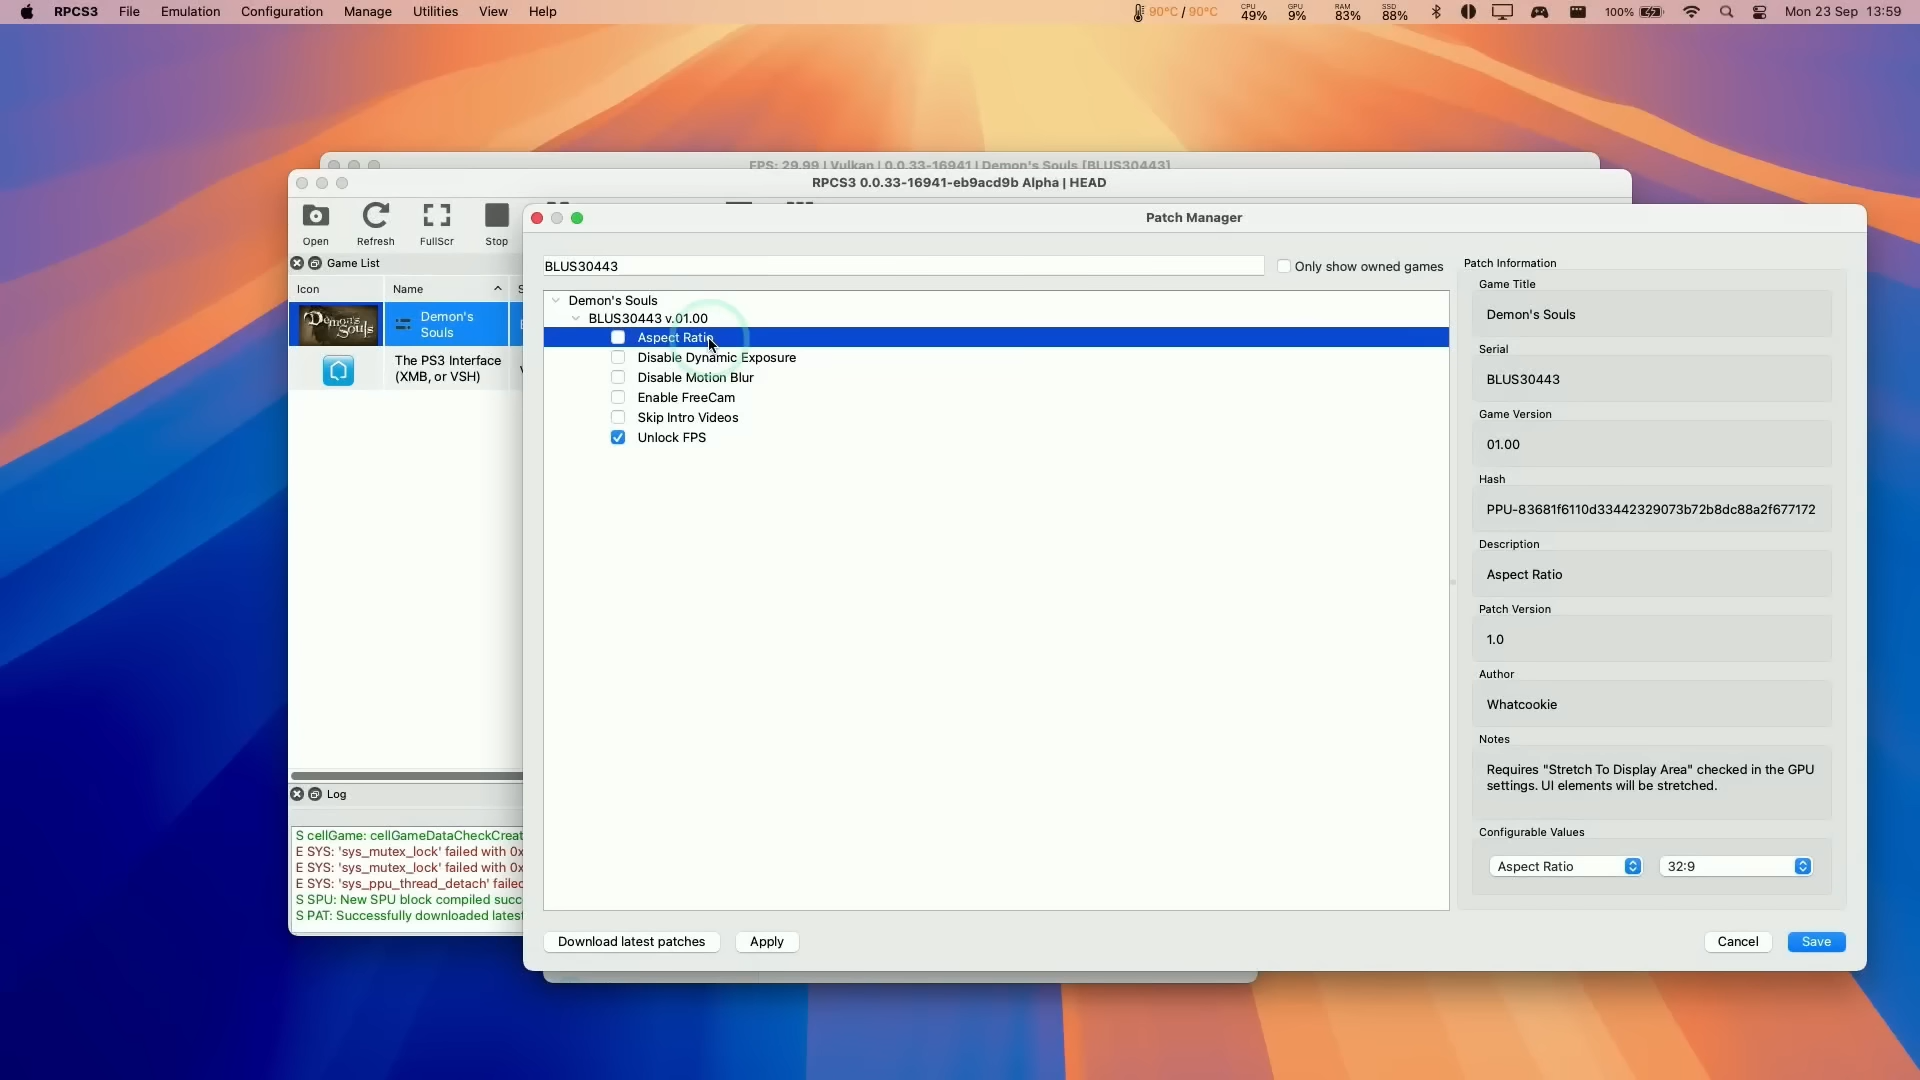 RPCS3 File Emulation Configuration Manage Utilities View Help
90°C / 90°C CPU 49% GPU 9% RAM 83% SSD 88% 100% Mon 23 Sep 13:59
FPS: 29.99 | Vulkan | 0.0.33-16941 | Demon's Souls [BLUS30443]
RPCS3 0.0.33-16941-eb9acd9b Alpha | HEAD
Open Refresh FullScr Stop
Game List
Icon Name
Demon's Souls
Demon's
Souls
The PS3 Interface
(XMB, or VSH)
Log
S cellGame: cellGameDataCheckCreat
E SYS: 'sys_mutex_lock' failed with 0x
E SYS: 'sys_mutex_lock' failed with 0x
E SYS: 'sys_ppu_thread_detach' failed
S SPU: New SPU block compiled succ
S PAT: Successfully downloaded latest
Patch Manager
BLUS30443
Only show owned games
Demon's Souls
BLUS30443 v.01.00
Aspect Ratio
Disable Dynamic Exposure
Disable Motion Blur
Enable FreeCam
Skip Intro Videos
Unlock FPS
Download latest patches Apply
Patch Information
Game Title
Demon's Souls
Serial
BLUS30443
Game Version
01.00
Hash
PPU-83681f6110d33442329073b72b8dc88a2f677172
Description
Aspect Ratio
Patch Version
1.0
Author
Whatcookie
Notes
Requires "Stretch To Display Area" checked in the GPU
settings. UI elements will be stretched.
Configurable Values
Aspect Ratio 32:9
Cancel Save